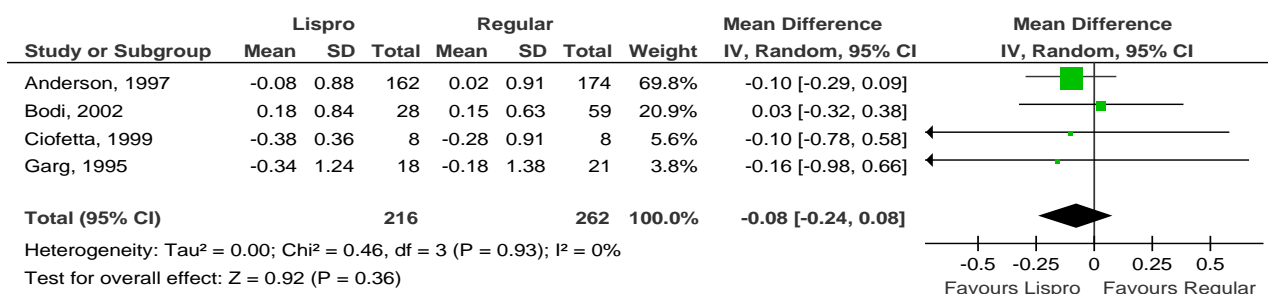 Lispro Regular Mean Difference Mean Difference
Study or Subgroup Mean SD Total Mean SD Total Weight IV, Random, 95% CI IV, Random, 95% CI
Anderson, 1997 -0.08 0.88 162 0.02 0.91 174 69.8% -0.10 [-0.29, 0.09]
Bodi, 2002 0.18 0.84 28 0.15 0.63 59 20.9% 0.03 [-0.32, 0.38]
Ciofetta, 1999 -0.38 0.36 8 -0.28 0.91 8 5.6% -0.10 [-0.78, 0.58]
Garg, 1995 -0.34 1.24 18 -0.18 1.38 21 3.8% -0.16 [-0.98, 0.66]
Total (95% CI) 216 262 100.0% -0.08 [-0.24, 0.08]
Heterogeneity: Tau² = 0.00; Chi² = 0.46, df = 3 (P = 0.93); I² = 0%
Test for overall effect: Z = 0.92 (P = 0.36)
-0.5 -0.25 0 0.25 0.5
Favours Lispro Favours Regular